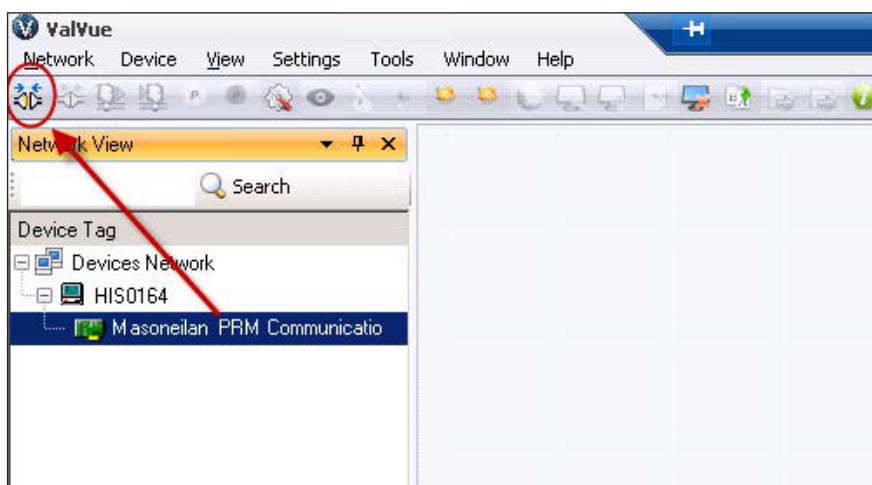 ValVue
Network Device View Settings Tools Window Help
Network View
Search
Device Tag
Devices Network
HIS0164
Masoneilan PRM Communicatio